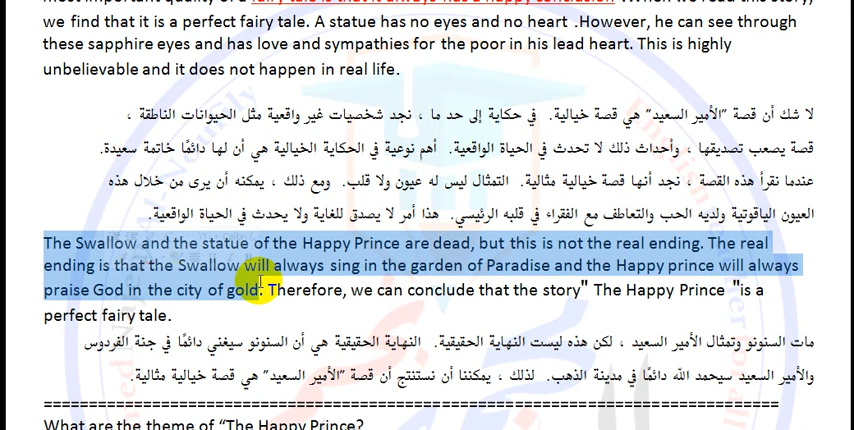 we find that it is a perfect fairy tale. A statue has no eyes and no heart .However, he can see through
these sapphire eyes and has love and sympathies for the poor in his lead heart. This is highly
unbelievable and it does not happen in real life.
لا شك أن قصة "الأمير السعيد" هي قصة خيالية. في حكاية إلى حد ما ، نجد شخصيات غير واقعية مثل الحيوانات الناطقة ،
قصة يصعب تصديقها ، وأحداث ذلك لا تحدث في الحياة الواقعية. أهم نوعية في الحكاية الخيالية هي أن لها دائمًا خاتمة سعيدة.
عندما نقرأ هذه القصة ، نجد أنها قصة خيالية مثالية. التمثال ليس له عيون ولا قلب. ومع ذلك ، يمكنه أن يرى من خلال هذه
العيون الياقوتية ولديه الحب والتعاطف مع الفقراء في قلبه الرئيسي. هذا أمر لا يصدق للغاية ولا يحدث في الحياة الواقعية.
The Swallow and the statue of the Happy Prince are dead, but this is not the real ending. The real
ending is that the Swallow will always sing in the garden of Paradise and the Happy prince will always
praise God in the city of gold. Therefore, we can conclude that the story" The Happy Prince "is a
perfect fairy tale.
مات السنونو وتمثال الأمير السعيد ، لكن هذه ليست النهاية الحقيقية. النهاية الحقيقية هي أن السنونو سيغني دائمًا في جنة الفردوس
والأمير السعيد سيحمد الله دائمًا في مدينة الذهب. لذلك ، يمكننا أن نستنتج أن قصة "الأمير السعيد" هي قصة خيالية مثالية.
What are the theme of "The Happy Prince?